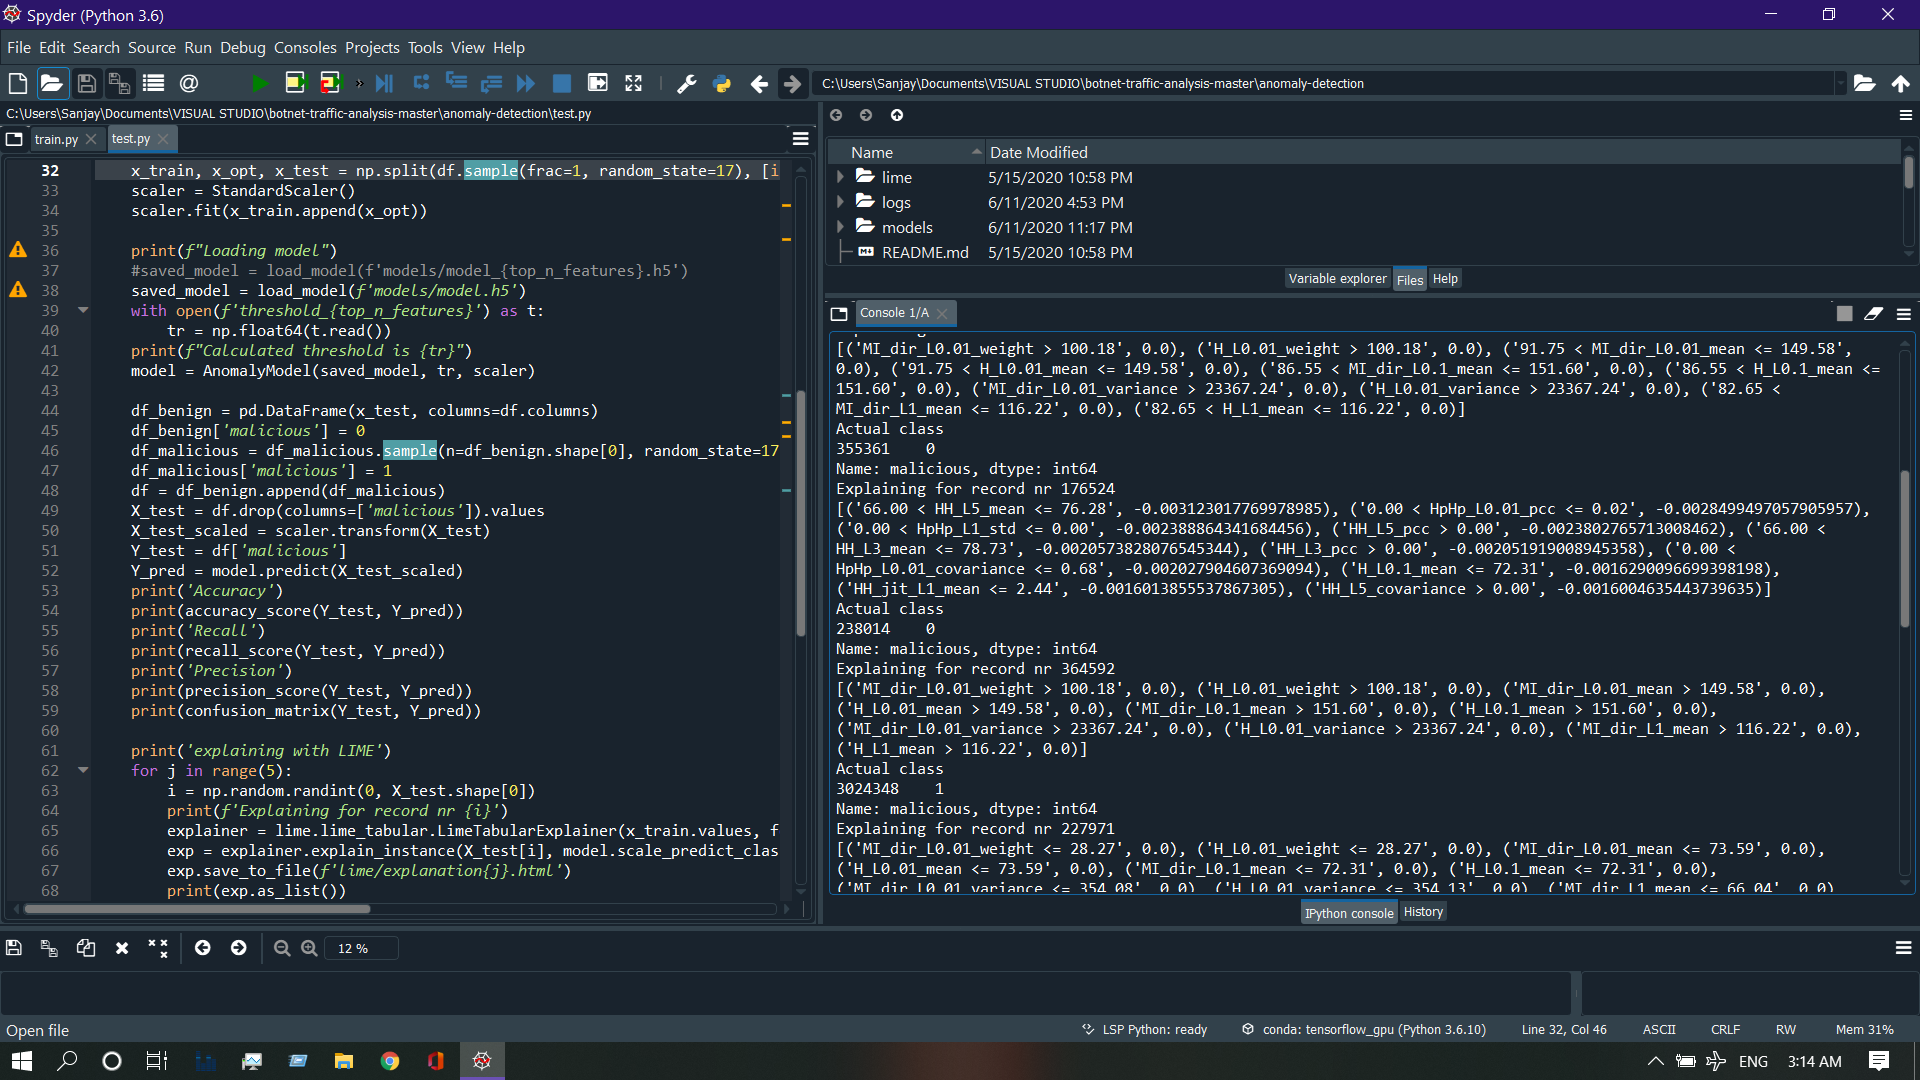 Spyder (Python 3.6)
File Edit Search Source Run Debug Consoles Projects Tools View Help
C:\Users\Sanjay\Documents\VISUAL STUDIO\botnet-traffic-analysis-master\anomaly-detection
C:\Users\Sanjay\Documents\VISUAL STUDIO\botnet-traffic-analysis-master\anomaly-detection\test.py
train.py test.py
32 x_train, x_opt, x_test = np.split(df.sample(frac=1, random_state=17), [i
33 scaler = StandardScaler()
34 scaler.fit(x_train.append(x_opt))
35
36 print(f"Loading model")
37 #saved_model = load_model(f'models/model_{top_n_features}.h5')
38 saved_model = load_model(f'models/model.h5')
39 with open(f'threshold_{top_n_features}') as t:
40 tr = np.float64(t.read())
41 print(f"Calculated threshold is {tr}")
42 model = AnomalyModel(saved_model, tr, scaler)
43
44 df_benign = pd.DataFrame(x_test, columns=df.columns)
45 df_benign['malicious'] = 0
46 df_malicious = df_malicious.sample(n=df_benign.shape[0], random_state=17
47 df_malicious['malicious'] = 1
48 df = df_benign.append(df_malicious)
49 X_test = df.drop(columns=['malicious']).values
50 X_test_scaled = scaler.transform(X_test)
51 Y_test = df['malicious']
52 Y_pred = model.predict(X_test_scaled)
53 print('Accuracy')
54 print(accuracy_score(Y_test, Y_pred))
55 print('Recall')
56 print(recall_score(Y_test, Y_pred))
57 print('Precision')
58 print(precision_score(Y_test, Y_pred))
59 print(confusion_matrix(Y_test, Y_pred))
60
61 print('explaining with LIME')
62 for j in range(5):
63 i = np.random.randint(0, X_test.shape[0])
64 print(f'Explaining for record nr {i}')
65 explainer = lime.lime_tabular.LimeTabularExplainer(x_train.values, f
66 exp = explainer.explain_instance(X_test[i], model.scale_predict_clas
67 exp.save_to_file(f'lime/explanation{j}.html')
68 print(exp.as_list())
Name Date Modified
lime 5/15/2020 10:58 PM
logs 6/11/2020 4:53 PM
models 6/11/2020 11:17 PM
README.md 5/15/2020 10:58 PM
Variable explorer Files Help
Console 1/A
[('MI_dir_L0.01_weight > 100.18', 0.0), ('H_L0.01_weight > 100.18', 0.0), ('91.75 < MI_dir_L0.01_mean <= 149.58',
0.0), ('91.75 < H_L0.01_mean <= 149.58', 0.0), ('86.55 < MI_dir_L0.1_mean <= 151.60', 0.0), ('86.55 < H_L0.1_mean <=
151.60', 0.0), ('MI_dir_L0.01_variance > 23367.24', 0.0), ('H_L0.01_variance > 23367.24', 0.0), ('82.65 <
MI_dir_L1_mean <= 116.22', 0.0), ('82.65 < H_L1_mean <= 116.22', 0.0)]
Actual class
355361 0
Name: malicious, dtype: int64
Explaining for record nr 176524
[('66.00 < HH_L5_mean <= 76.28', -0.003123017769978985), ('0.00 < HpHp_L0.01_pcc <= 0.02', -0.0028499497057905957),
('0.00 < HpHp_L1_std <= 0.00', -0.002388864341684456), ('HH_L5_pcc > 0.00', -0.0023802765713008462), ('66.00 <
HH_L3_mean <= 78.73', -0.0020573828076545344), ('HH_L3_pcc > 0.00', -0.002051919008945358), ('0.00 <
HpHp_L0.01_covariance <= 0.68', -0.002027904607369094), ('H_L0.1_mean <= 72.31', -0.0016290096699398198),
('HH_jit_L1_mean <= 2.44', -0.0016013855537867305), ('HH_L5_covariance > 0.00', -0.0016004635443739635)]
Actual class
238014 0
Name: malicious, dtype: int64
Explaining for record nr 364592
[('MI_dir_L0.01_weight > 100.18', 0.0), ('H_L0.01_weight > 100.18', 0.0), ('MI_dir_L0.01_mean > 149.58', 0.0),
('H_L0.01_mean > 149.58', 0.0), ('MI_dir_L0.1_mean > 151.60', 0.0), ('H_L0.1_mean > 151.60', 0.0),
('MI_dir_L0.01_variance > 23367.24', 0.0), ('H_L0.01_variance > 23367.24', 0.0), ('MI_dir_L1_mean > 116.22', 0.0),
('H_L1_mean > 116.22', 0.0)]
Actual class
3024348 1
Name: malicious, dtype: int64
Explaining for record nr 227971
[('MI_dir_L0.01_weight <= 28.27', 0.0), ('H_L0.01_weight <= 28.27', 0.0), ('MI_dir_L0.01_mean <= 73.59', 0.0),
('H_L0.01_mean <= 73.59', 0.0), ('MI_dir_L0.1_mean <= 72.31', 0.0), ('H_L0.1_mean <= 72.31', 0.0),
('MI_dir_L0.01_variance <= 354.08', 0.0), ('H_L0.01_variance <= 354.13', 0.0), ('MI_dir_L1_mean <= 66.04', 0.0)
IPython console History
12 %
Open file
LSP Python: ready conda: tensorflow_gpu (Python 3.6.10) Line 32, Col 46 ASCII CRLF RW Mem 31%
ENG 3:14 AM